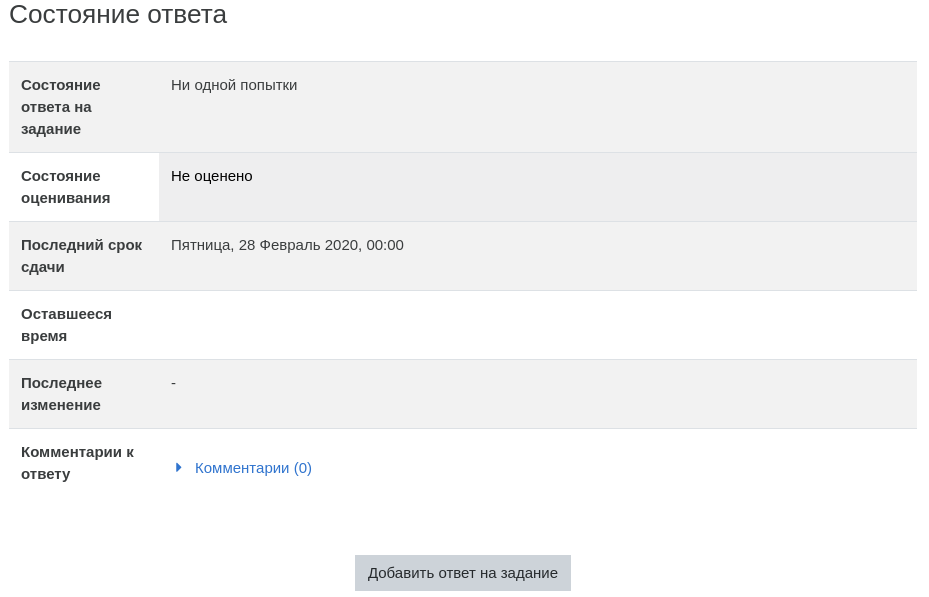 Состояние ответа
Состояние
ответа на
задание
Ни одной попытки
Состояние
оценивания
Не оценено
Последний срок
сдачи
Пятница, 28 Февраль 2020, 00:00
Оставшееся
время
Последнее
изменение
-
Комментарии к
ответу
Комментарии (0)
Добавить ответ на задание